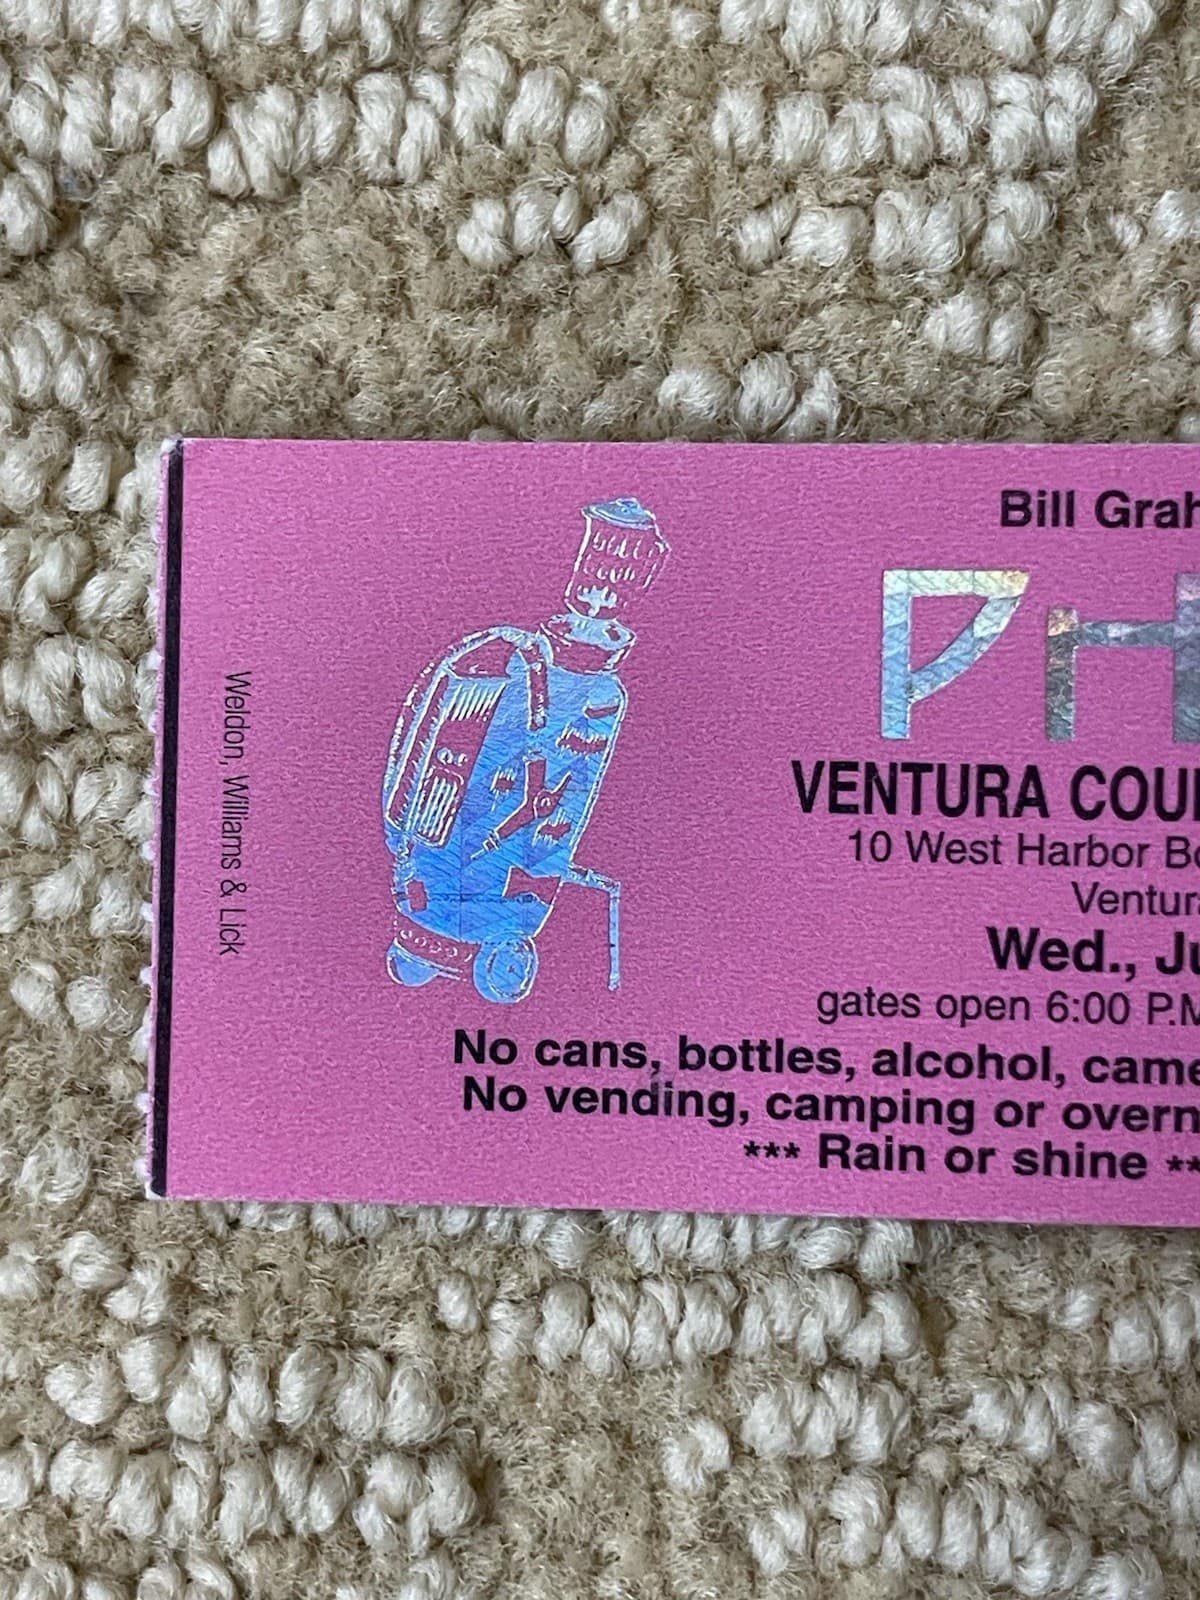 Bill Grah
PH
VENTURA COU
10 West Harbor Bo
Ventur
Wed., Ju
gates open 6:00 P.M
No cans, bottles, alcohol, came
No vending, camping or overn
*** Rain or shine **
Weldon, Williams & Lick